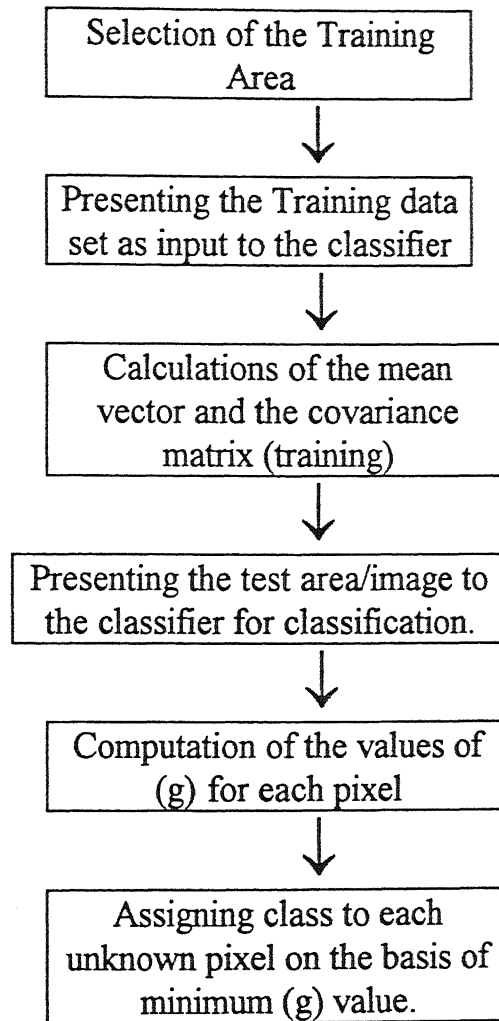 Selection of the Training
Area
Presenting the Training data
set as input to the classifier
Calculations of the mean
vector and the covariance
matrix (training)
Presenting the test area/image to
the classifier for classification.
Computation of the values of
(g) for each pixel
Assigning class to each
unknown pixel on the basis of
minimum (g) value.